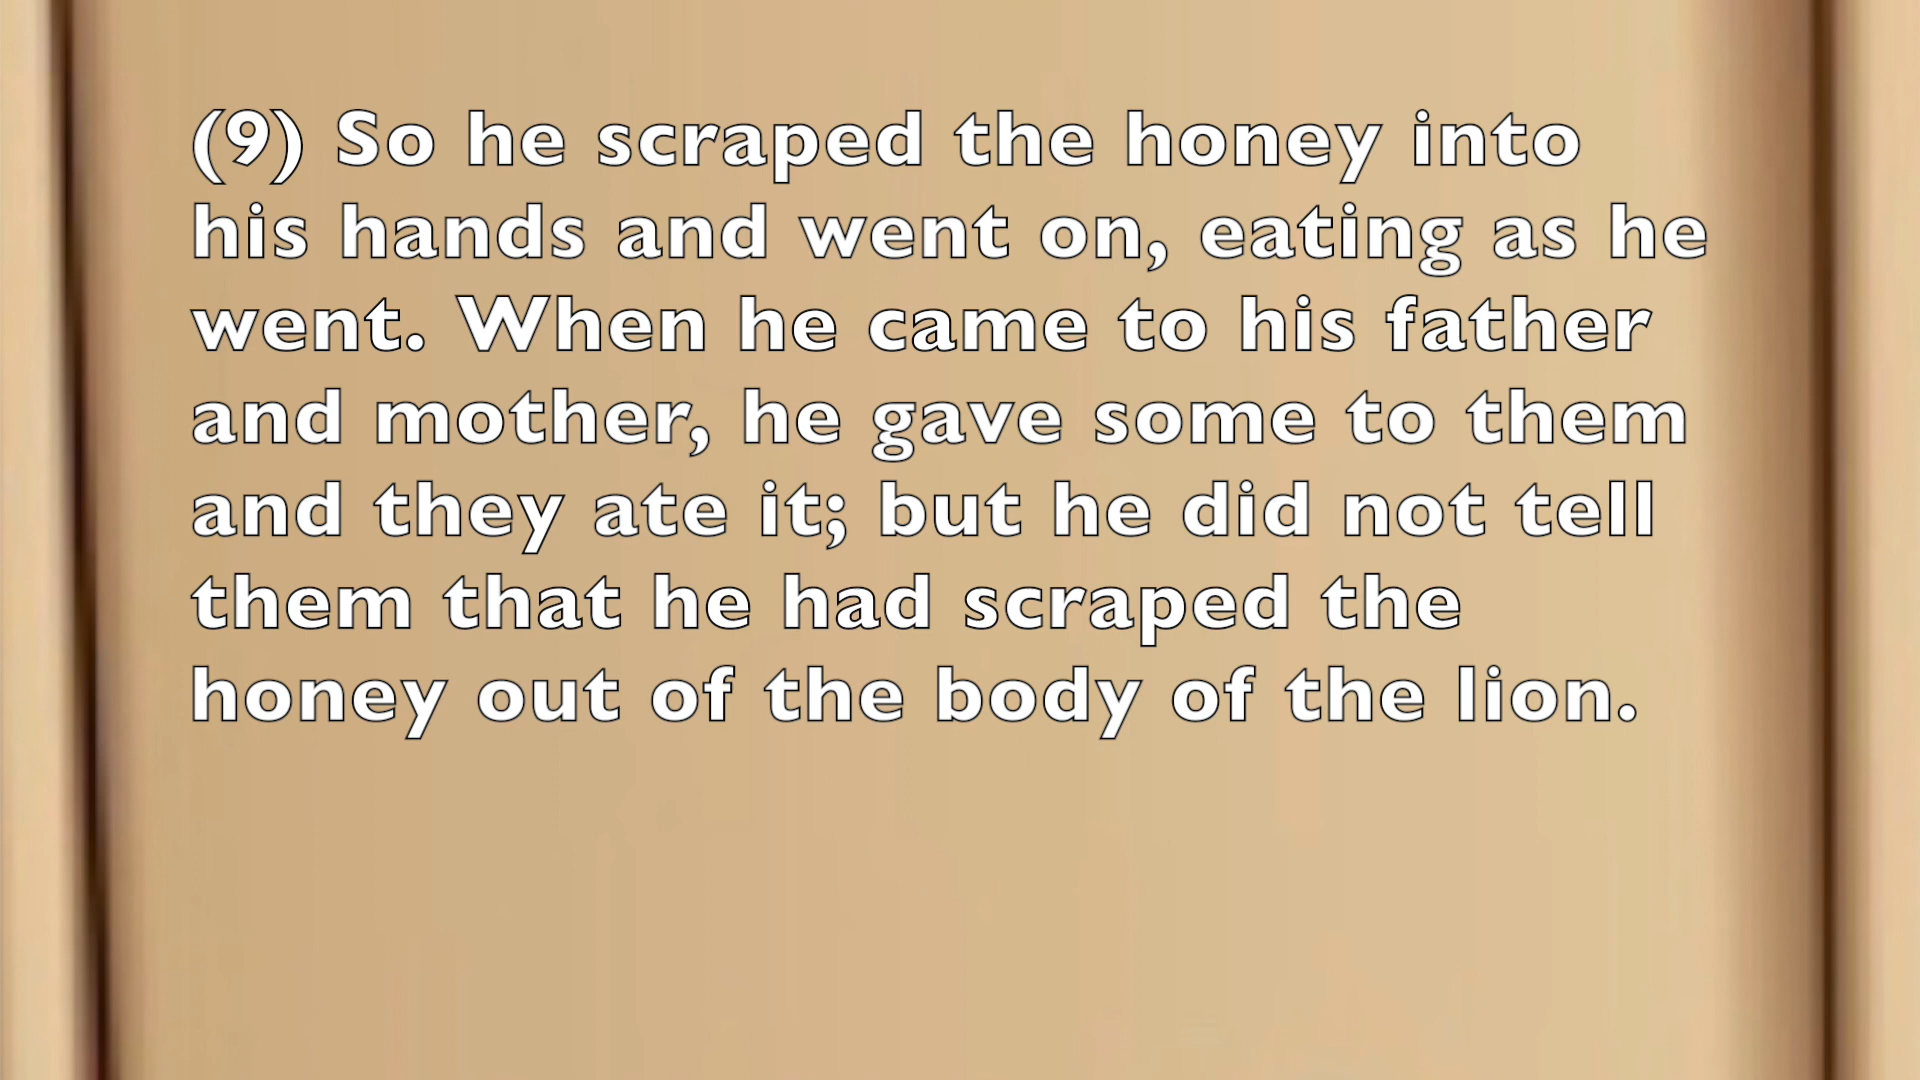 (9) So he scraped the honey into
his hands and went on, eating as he
went. When he came to his father
and mother, he gave some to them
and they ate it; but he did not tell
them that he had scraped the
honey out of the body of the lion.